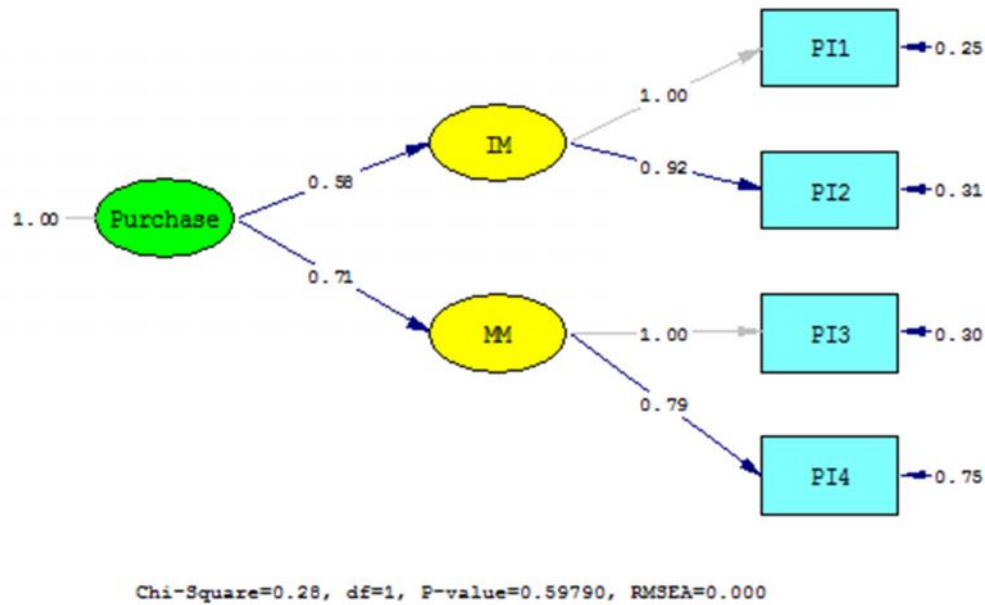 PI1
0.25
1.00
IM
0.58
0.92
PI2
0.31
1.00
Purchase
0.71
MM
1.00
PI3
0.30
0.79
PI4
0.75
Chi-Square=0.28, df=1, P-value=0.59790, RMSEA=0.000